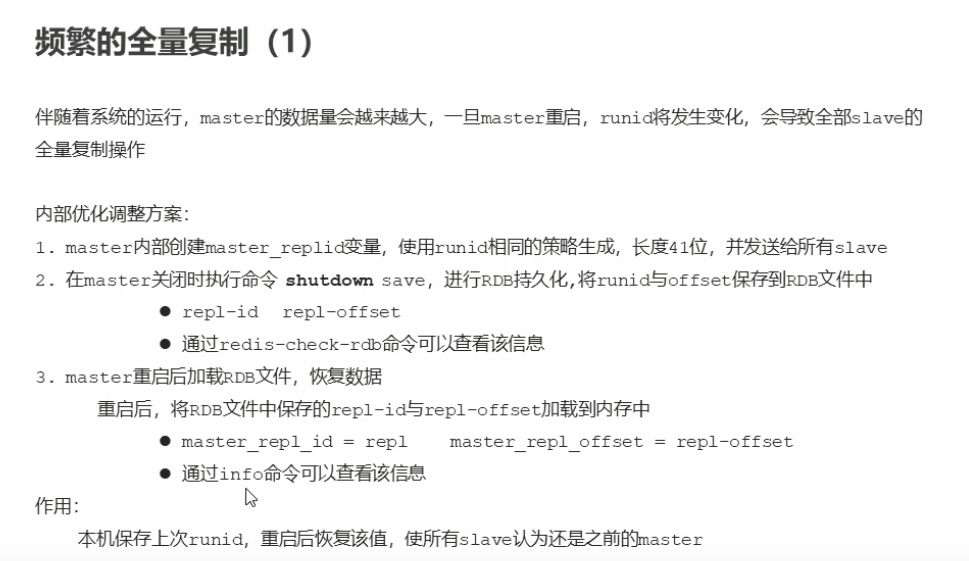 频繁的全量复制（1）
伴随着系统的运行，master的数据量会越来越大，一旦master重启，runid将发生变化，会导致全部slave的
全量复制操作
内部优化调整方案：
1. master内部创建master_replid变量，使用runid相同的策略生成，长度41位，并发送给所有slave
2. 在master关闭时执行命令 shutdown save，进行RDB持久化,将runid与offset保存到RDB文件中
● repl-id repl-offset
● 通过redis-check-rdb命令可以查看该信息
3. master重启后加载RDB文件，恢复数据
重启后，将RDB文件中保存的repl-id与repl-offset加载到内存中
● master_repl_id = repl master_repl_offset = repl-offset
● 通过info命令可以查看该信息
作用：
本机保存上次runid，重启后恢复该值，使所有slave认为还是之前的master